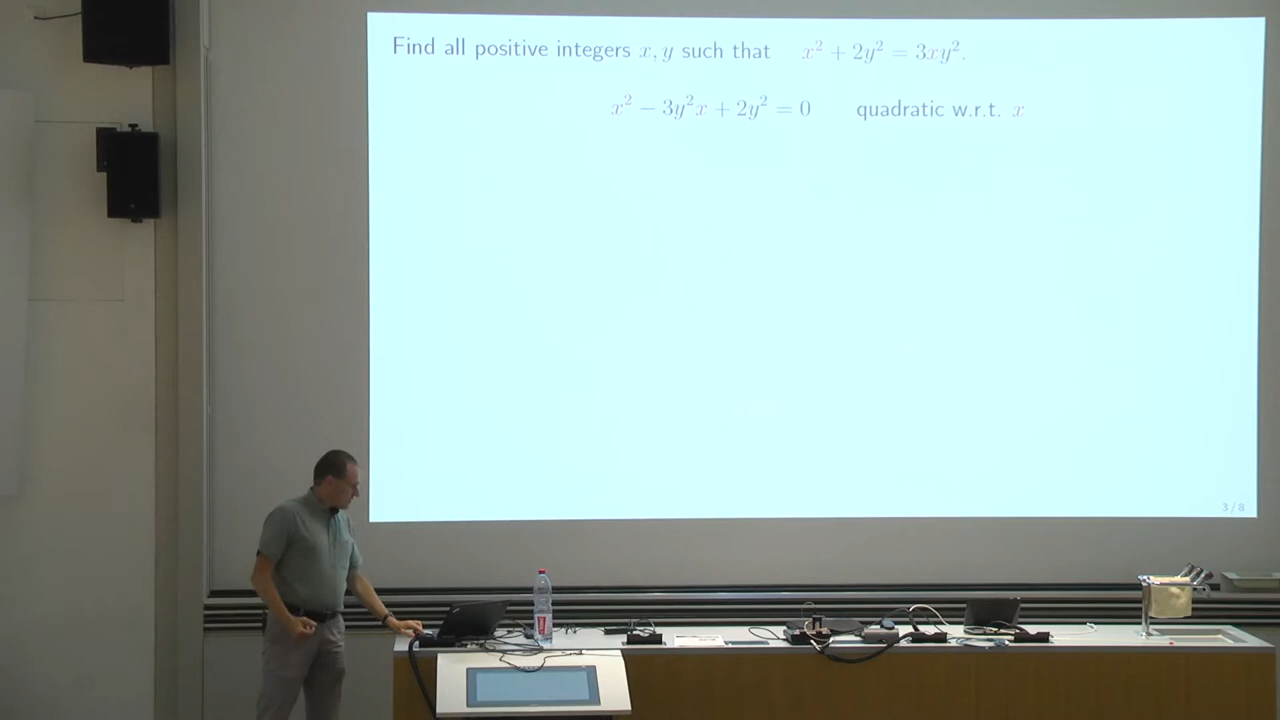 Find all positive integers x, y such that x² + 2y² = 3xy².
x² − 3y²x + 2y² = 0 quadratic w.r.t. x
3 / 8